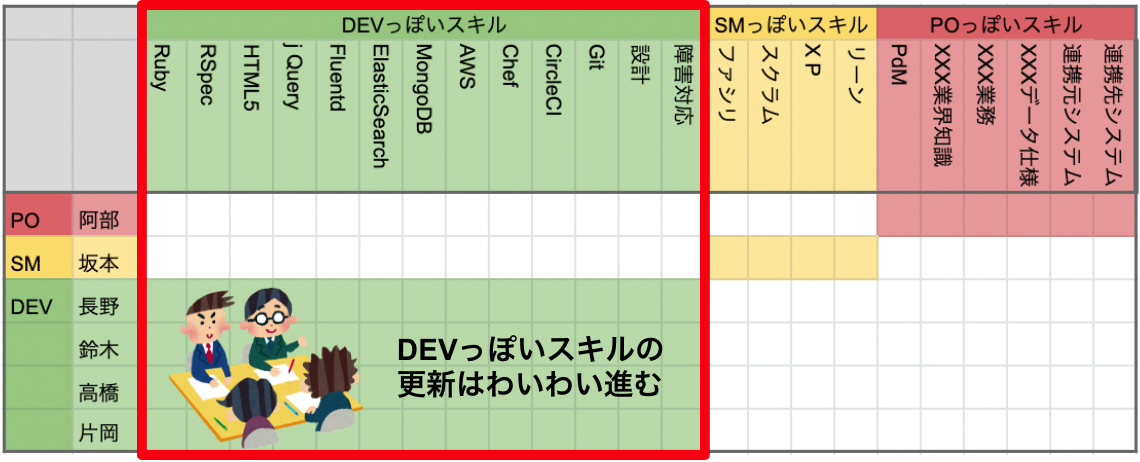 DEVっぽいスキル
SMっぽいスキル
POっぽいスキル
Ruby
RSpec
HTML5
jQuery
Fluentd
ElasticSearch
MongoDB
AWS
Chef
CircleCI
Git
設計
障害対応
ファシリ
スクラム
XP
リーン
PdM
XXX業界知識
XXX業務
XXXデータ仕様
連携元システム
連携先システム
PO 阿部
SM 坂本
DEV 長野
鈴木
高橋
片岡
DEVっぽいスキルの
更新はわいわい進む